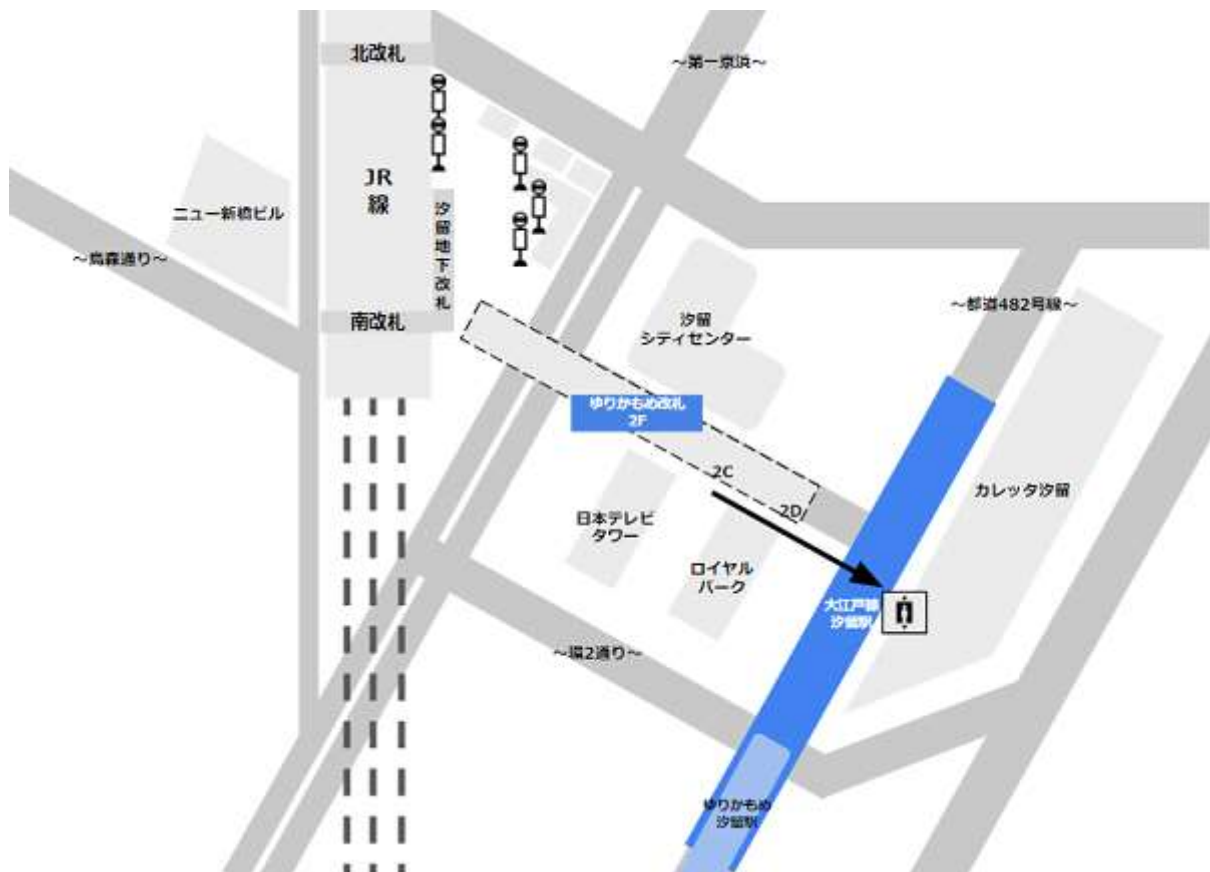 北改札
～第一京浜～
JR
線
ニュー新橋ビル
汐留地下改札
～烏森通り～
～都道482号線～
南改札
汐留
シティセンター
ゆりかもめ改札
2F
2C
カレッタ汐留
2D
日本テレビ
タワー
ロイヤル
パーク
大江戸線
汐留駅
～環2通り～
ゆりかもめ
汐留駅